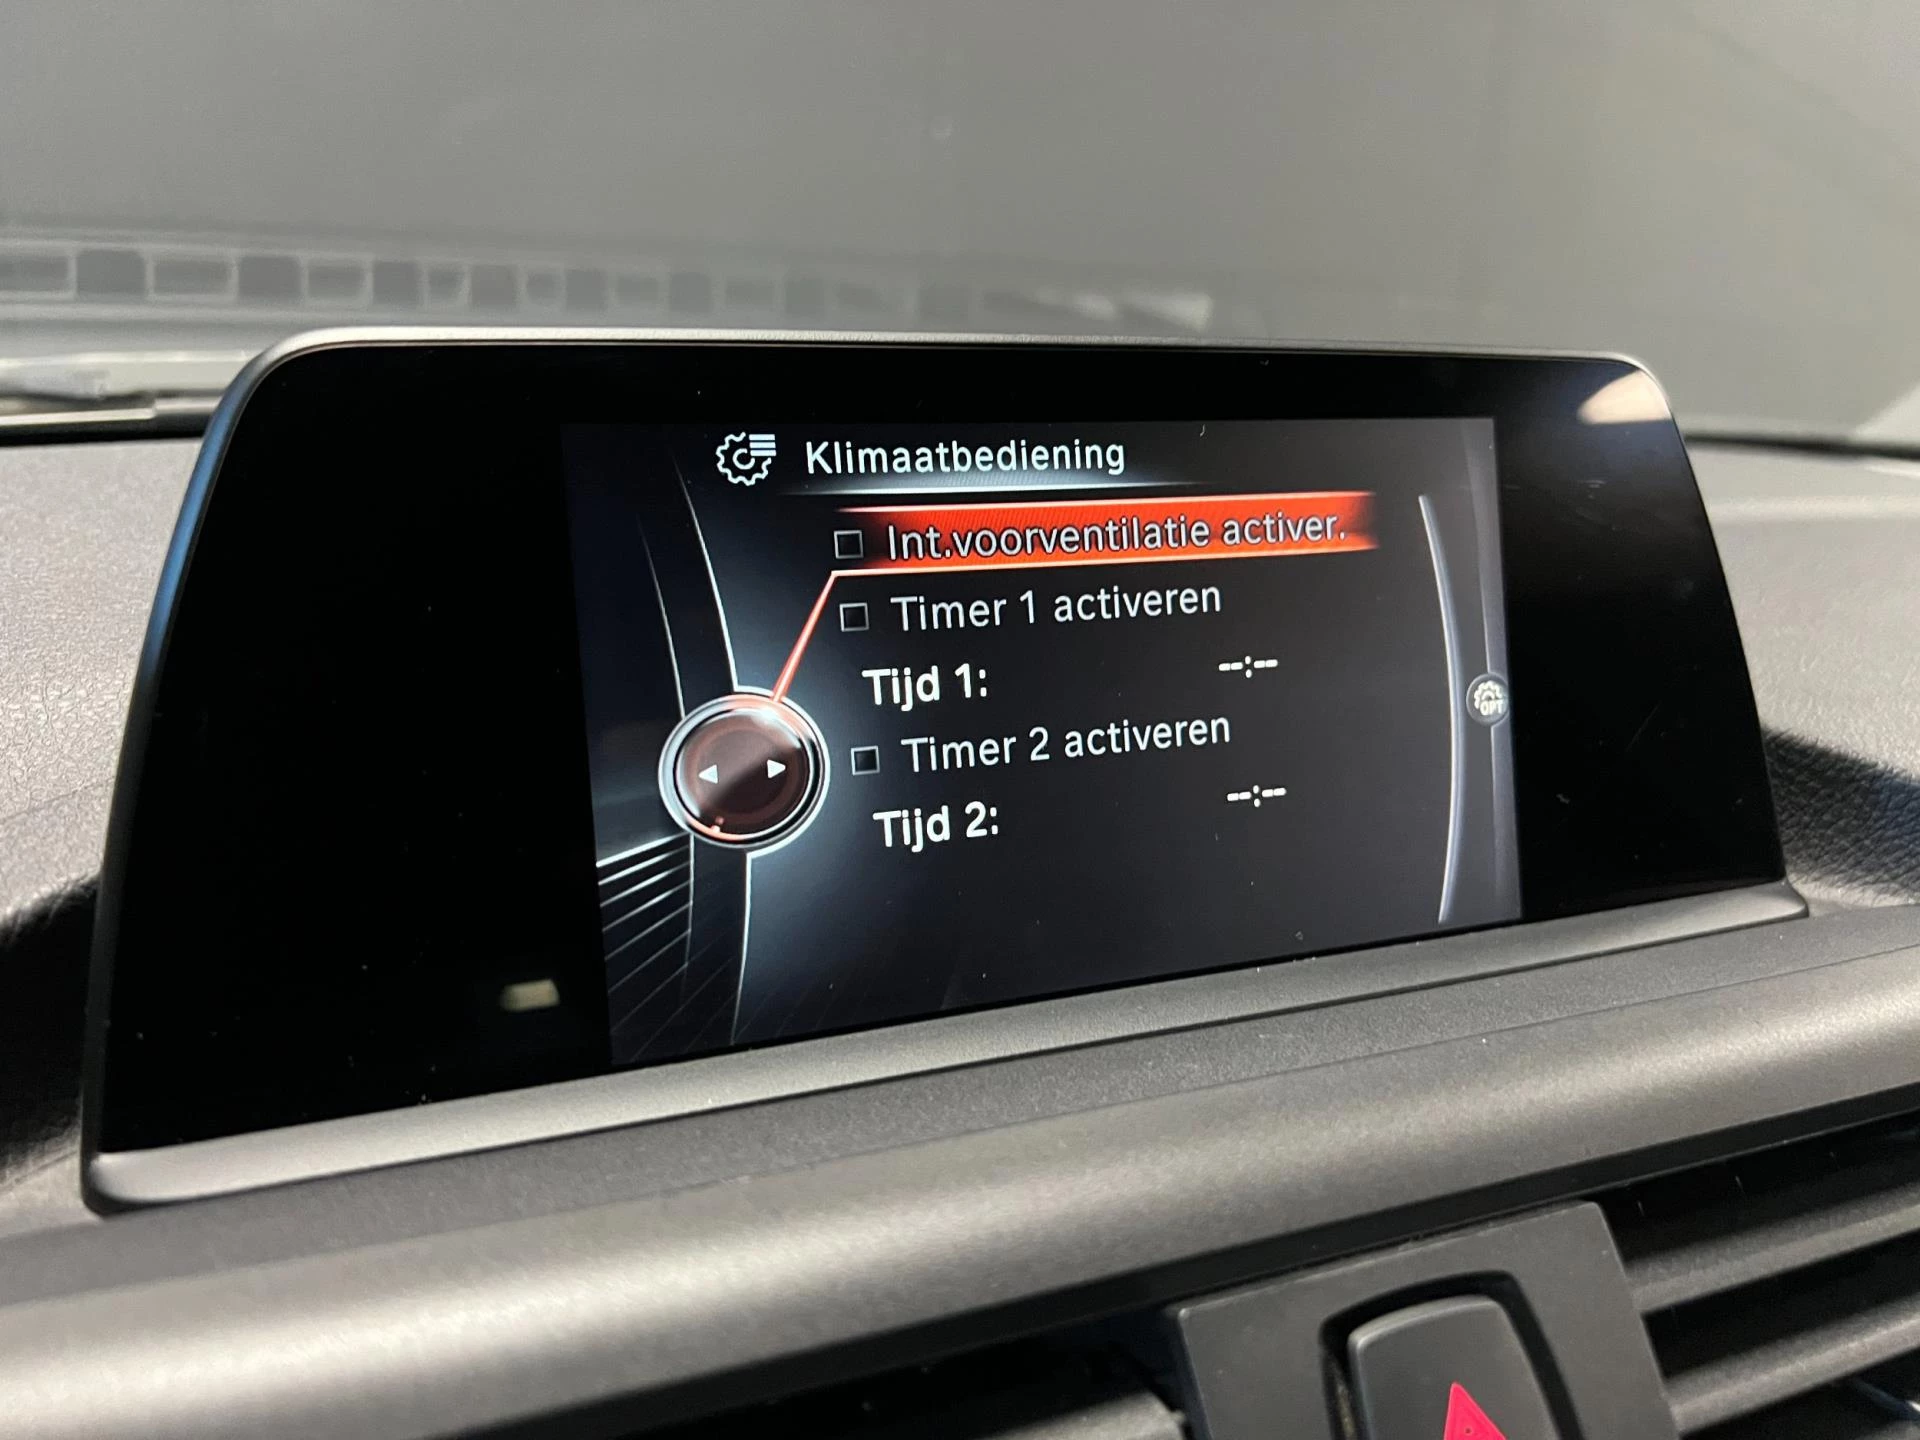 Klimaatbediening
Int.voorventilatie activer.
Timer 1 activeren
Tijd 1: --:--
Timer 2 activeren
Tijd 2: --:--
OPT